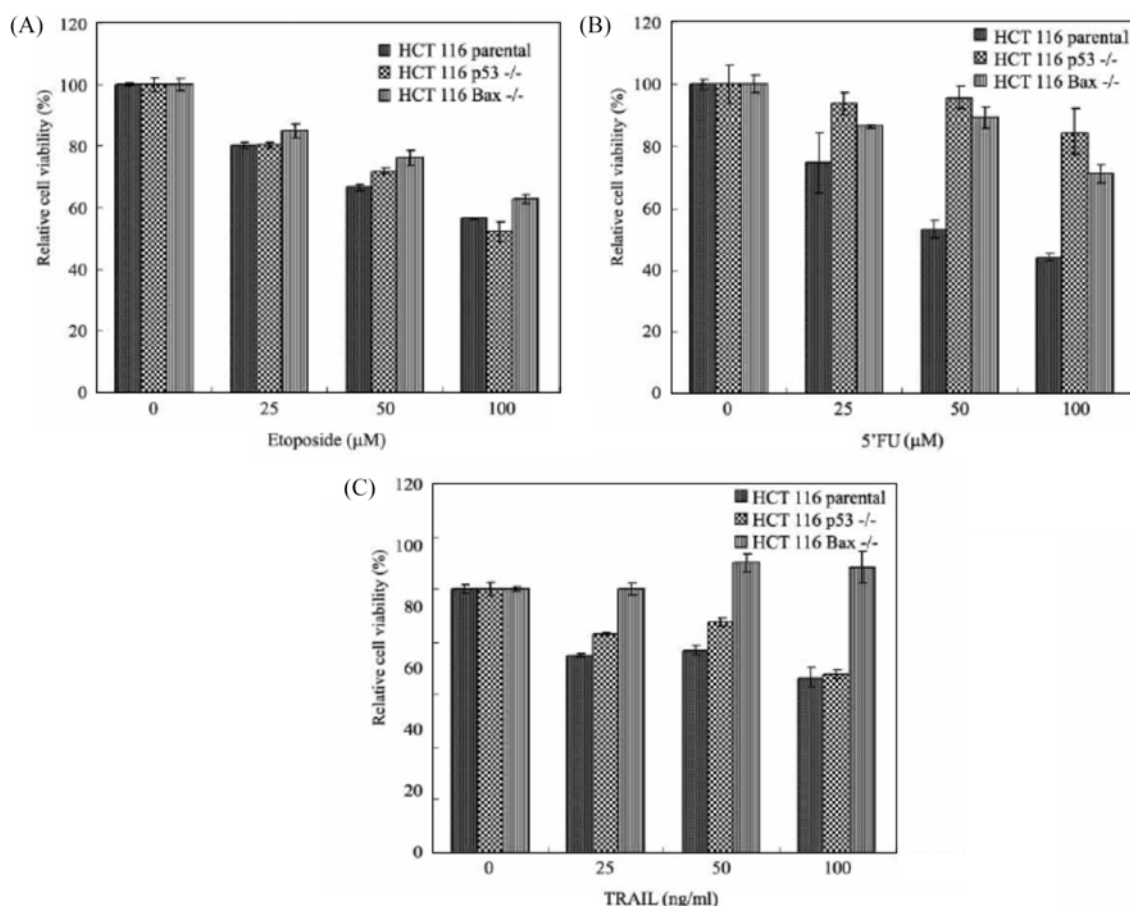 (A)
120
100
80
60
40
20
0
Relative cell viability (%)
HCT 116 parental
HCT 116 p53 -/-
HCT 116 Bax -/-
0 25 50 100
Etoposide (μM)
(B)
120
100
80
60
40
20
0
Relative cell viability (%)
HCT 116 parental
HCT 116 p53 -/-
HCT 116 Bax -/-
0 25 50 100
5'FU (μM)
(C)
120
100
80
60
40
20
0
Relative cell viability (%)
HCT 116 parental
HCT 116 p53 -/-
HCT 116 Bax -/-
0 25 50 100
TRAIL (ng/ml)